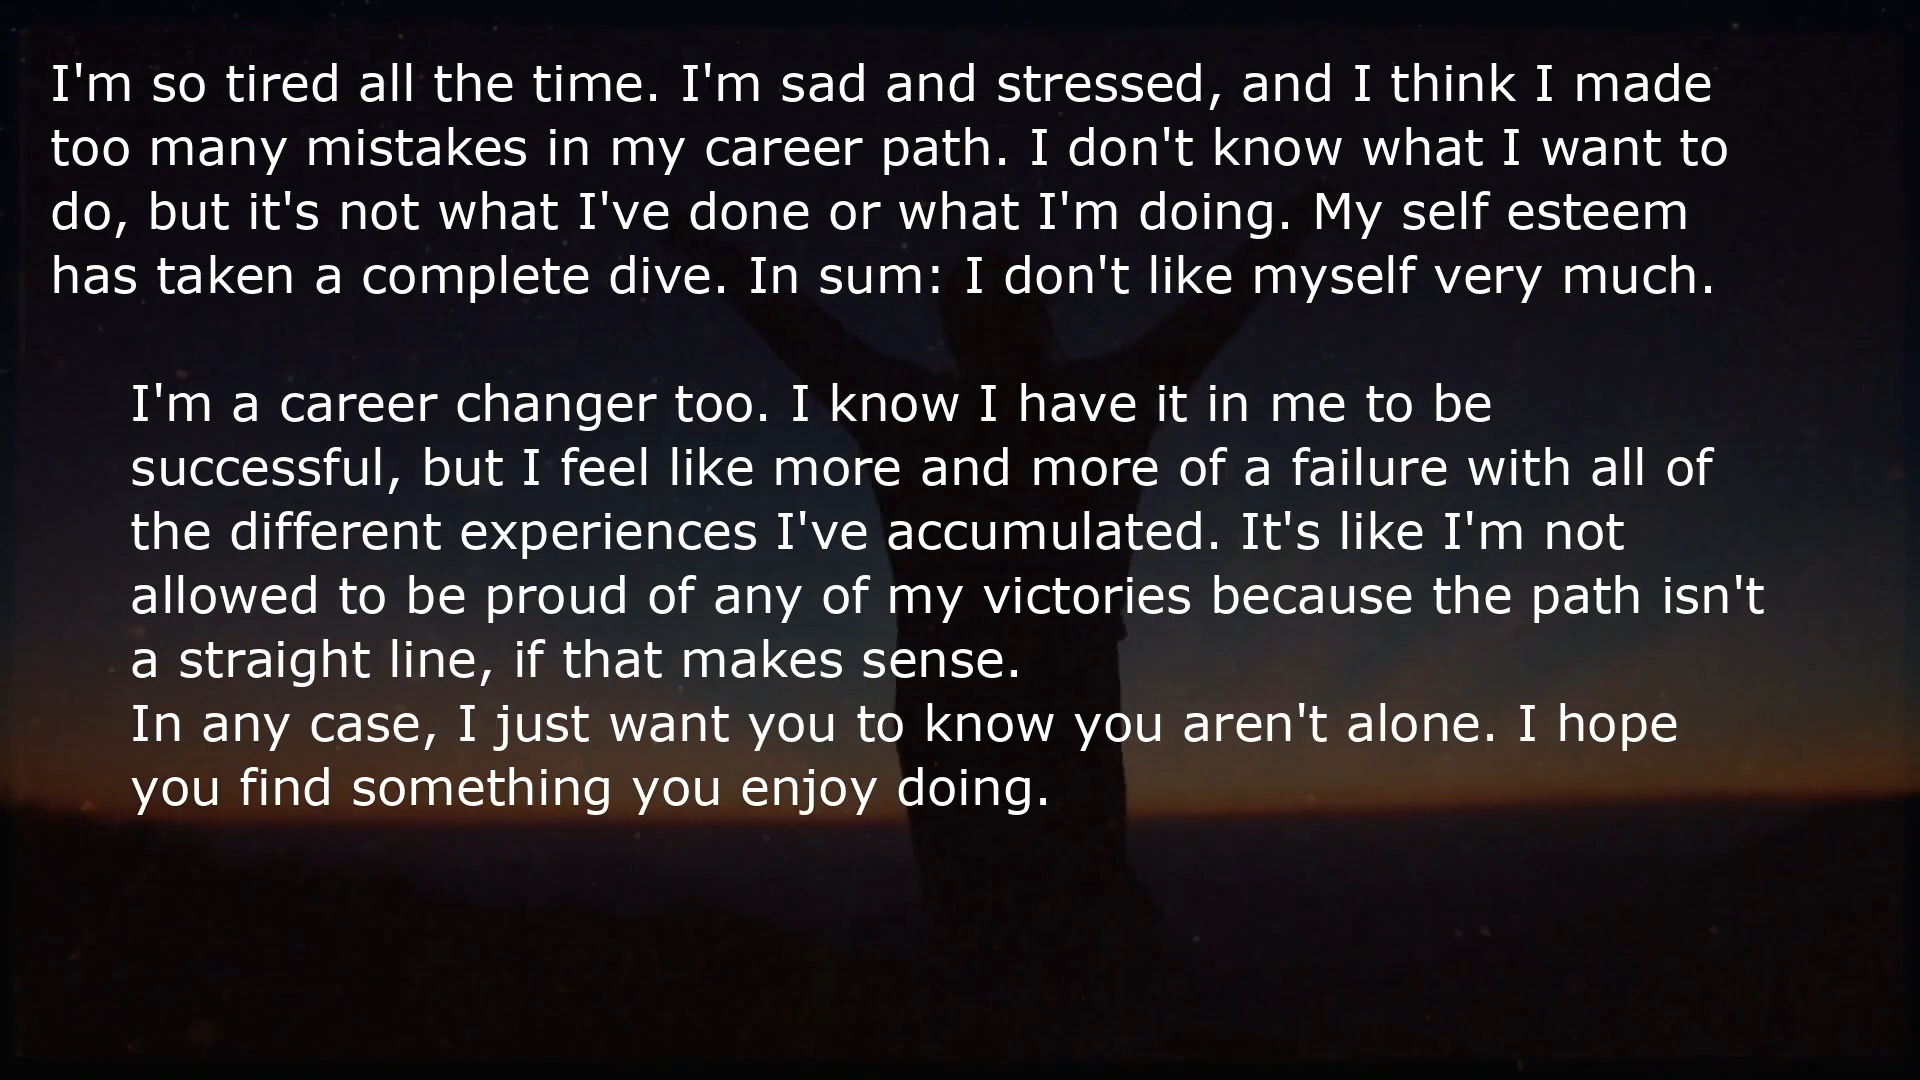 I'm so tired all the time. I'm sad and stressed, and I think I made
too many mistakes in my career path. I don't know what I want to
do, but it's not what I've done or what I'm doing. My self esteem
has taken a complete dive. In sum: I don't like myself very much.
I'm a career changer too. I know I have it in me to be
successful, but I feel like more and more of a failure with all of
the different experiences I've accumulated. It's like I'm not
allowed to be proud of any of my victories because the path isn't
a straight line, if that makes sense.
In any case, I just want you to know you aren't alone. I hope
you find something you enjoy doing.